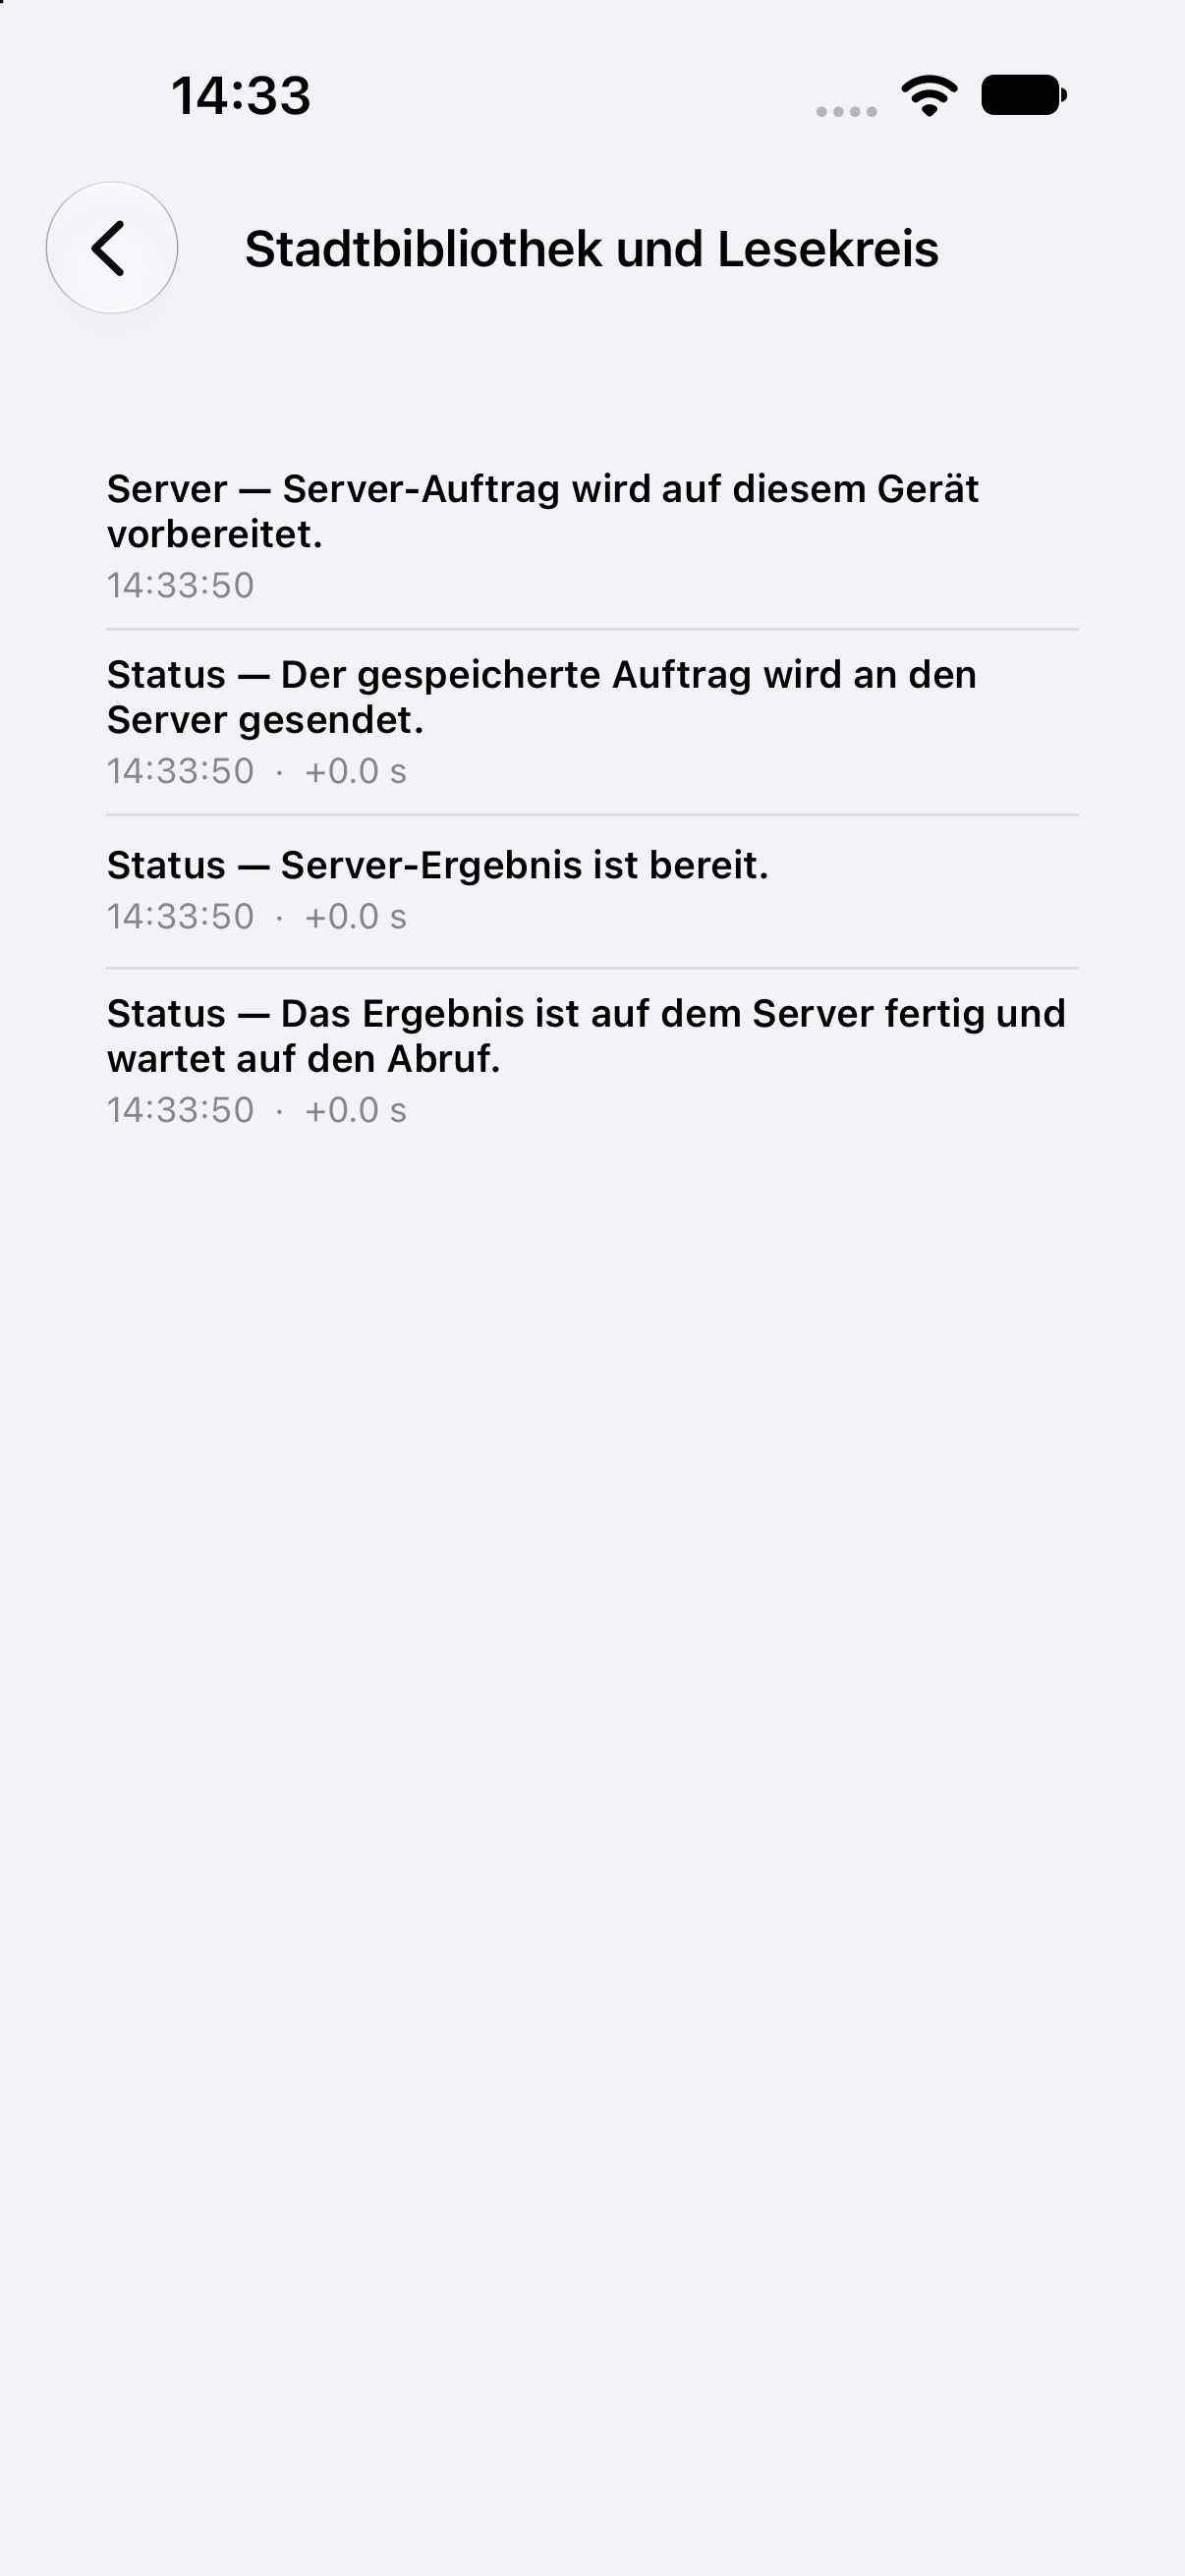 14:33
Stadtbibliothek und Lesekreis
Server — Server-Auftrag wird auf diesem Gerät
vorbereitet.
14:33:50
Status — Der gespeicherte Auftrag wird an den
Server gesendet.
14:33:50 · +0.0 s
Status — Server-Ergebnis ist bereit.
14:33:50 · +0.0 s
Status — Das Ergebnis ist auf dem Server fertig und
wartet auf den Abruf.
14:33:50 · +0.0 s